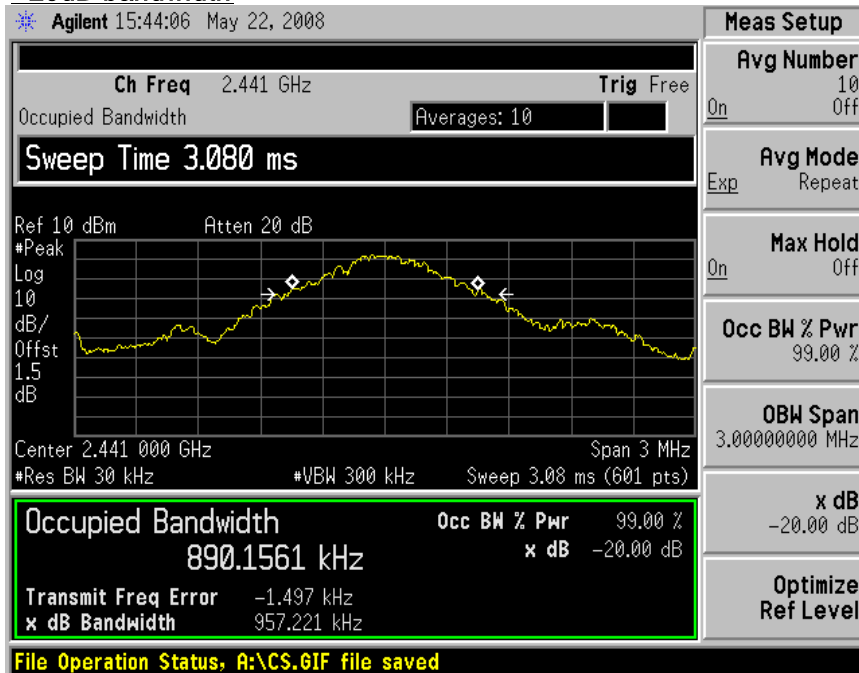 Agilent 15:44:06 May 22, 2008
Meas Setup
Ch Freq 2.441 GHz Trig Free
Occupied Bandwidth Averages: 10
Sweep Time 3.080 ms
Ref 10 dBm Atten 20 dB
#Peak
Log
10
dB/
Offst
1.5
dB
Center 2.441 000 GHz Span 3 MHz
#Res BW 30 kHz #VBW 300 kHz Sweep 3.08 ms (601 pts)
Occupied Bandwidth Occ BW % Pwr 99.00 %
890.1561 kHz x dB -20.00 dB
Transmit Freq Error -1.497 kHz
x dB Bandwidth 957.221 kHz
File Operation Status, A:\CS.GIF file saved
Avg Number
10
On Off
Avg Mode
Exp Repeat
Max Hold
On Off
Occ BW % Pwr
99.00 %
OBW Span
3.00000000 MHz
x dB
-20.00 dB
Optimize
Ref Level